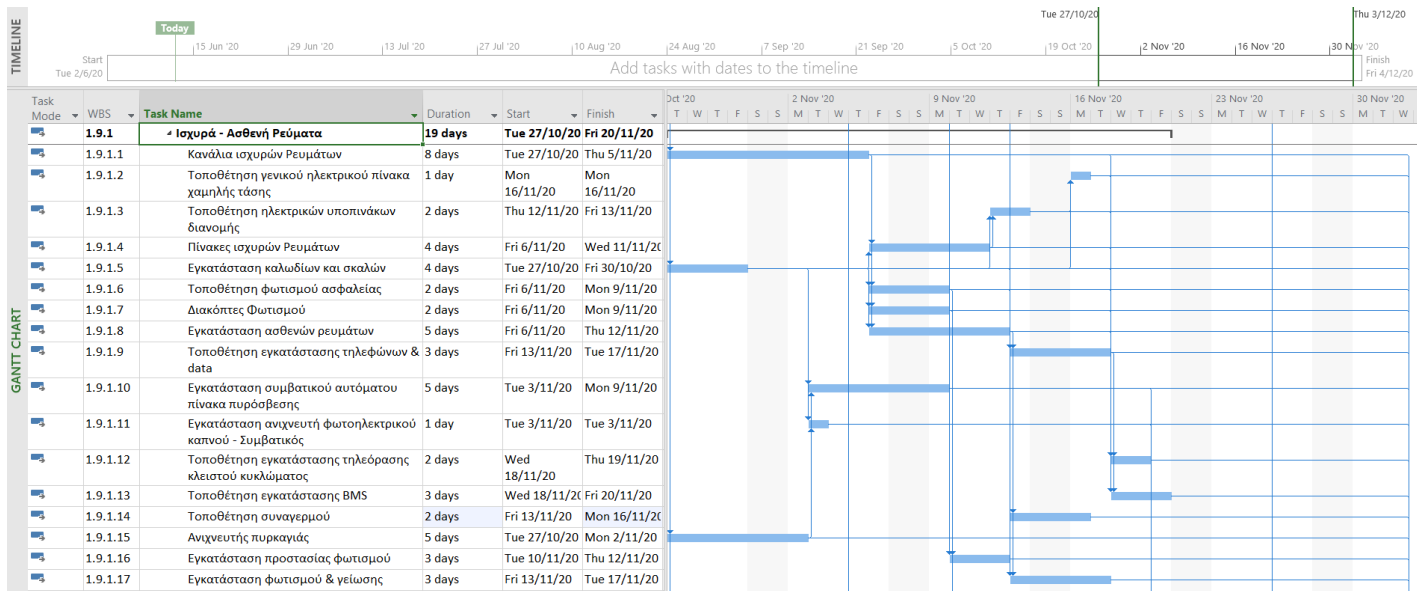 TIMELINE
Tue 27/10/20
Thu 3/12/20
Today
15 Jun '20
29 Jun '20
13 Jul '20
27 Jul '20
10 Aug '20
24 Aug '20
7 Sep '20
21 Sep '20
5 Oct '20
19 Oct '20
2 Nov '20
16 Nov '20
30 Nov '20
Start
Tue 2/6/20
Add tasks with dates to the timeline
Finish
Fri 4/12/20
GANTT CHART
Task
Mode
WBS
Task Name
Duration
Start
Finish
Oct '20
2 Nov '20
9 Nov '20
16 Nov '20
23 Nov '20
30 Nov '20
T W T F S S M T W T F S S M T W T F S S M T W T F S S M T W T F S S M T W
1.9.1 Ισχυρά - Ασθενή Ρεύματα 19 days Tue 27/10/20 Fri 20/11/20
1.9.1.1 Κανάλια ισχυρών Ρευμάτων 8 days Tue 27/10/20 Thu 5/11/20
1.9.1.2 Τοποθέτηση γενικού ηλεκτρικού πίνακα 1 day Mon Mon
χαμηλής τάσης 16/11/20 16/11/20
1.9.1.3 Τοποθέτηση ηλεκτρικών υποπινάκων 2 days Thu 12/11/20 Fri 13/11/20
διανομής
1.9.1.4 Πίνακες ισχυρών Ρευμάτων 4 days Fri 6/11/20 Wed 11/11/20
1.9.1.5 Εγκατάσταση καλωδίων και σκαλών 4 days Tue 27/10/20 Fri 30/10/20
1.9.1.6 Τοποθέτηση φωτισμού ασφαλείας 2 days Fri 6/11/20 Mon 9/11/20
1.9.1.7 Διακόπτες Φωτισμού 2 days Fri 6/11/20 Mon 9/11/20
1.9.1.8 Εγκατάσταση ασθενών ρευμάτων 5 days Fri 6/11/20 Thu 12/11/20
1.9.1.9 Τοποθέτηση εγκατάστασης τηλεφώνων & 3 days Fri 13/11/20 Tue 17/11/20
data
1.9.1.10 Εγκατάσταση συμβατικού αυτόματου 5 days Tue 3/11/20 Mon 9/11/20
πίνακα πυρόσβεσης
1.9.1.11 Εγκατάσταση ανιχνευτή φωτοηλεκτρικού 1 day Tue 3/11/20 Tue 3/11/20
καπνού - Συμβατικός
1.9.1.12 Τοποθέτηση εγκατάστασης τηλεόρασης 2 days Wed Thu 19/11/20
κλειστού κυκλώματος 18/11/20
1.9.1.13 Τοποθέτηση εγκατάστασης BMS 3 days Wed 18/11/20 Fri 20/11/20
1.9.1.14 Τοποθέτηση συναγερμού 2 days Fri 13/11/20 Mon 16/11/20
1.9.1.15 Ανιχνευτής πυρκαγιάς 5 days Tue 27/10/20 Mon 2/11/20
1.9.1.16 Εγκατάσταση προστασίας φωτισμού 3 days Tue 10/11/20 Thu 12/11/20
1.9.1.17 Εγκατάσταση φωτισμού & γείωσης 3 days Fri 13/11/20 Tue 17/11/20